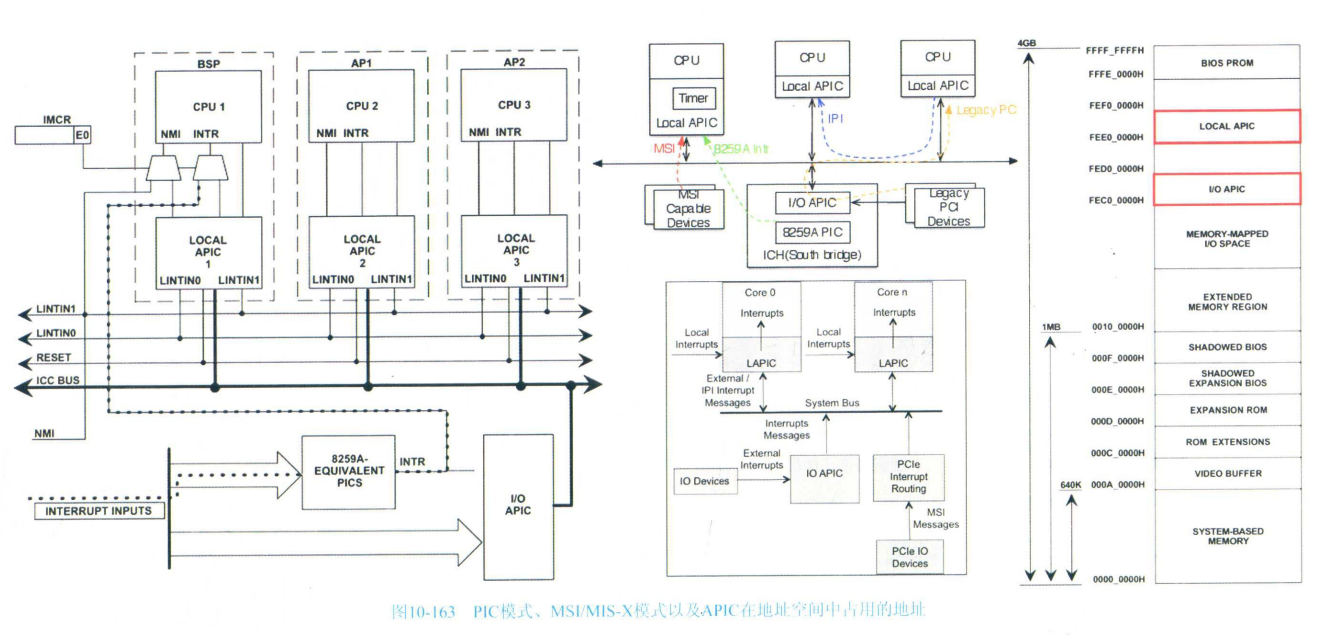 BSP
AP1
AP2
CPU 1
CPU 2
CPU 3
IMCR
E0
NMI INTR
NMI INTR
NMI INTR
LOCAL
APIC
1
LOCAL
APIC
2
LOCAL
APIC
3
LINTIN0 LINTIN1
LINTIN0 LINTIN1
LINTIN0 LINTIN1
LINTIN1
LINTIN0
RESET
ICC BUS
NMI
8259A-
EQUIVALENT
PICS
INTR
I/O
APIC
INTERRUPT INPUTS
CPU
Timer
Local APIC
CPU
Local APIC
CPU
Local APIC
MSI
8259A Intr
IPI
Legacy PC
MSI
Capable
Devices
I/O APIC
8259A PIC
ICH(South bridge)
Legacy
PCI
Devices
Core 0
Interrupts
Core n
Interrupts
Local
Interrupts
Local
Interrupts
LAPIC
LAPIC
External /
IPI Interrupt
Messages
System Bus
Interrupts
Messages
External
Interrupts
IO Devices
IO APIC
PCIe
Interrupt
Routing
MSI
Messages
PCIe IO
Devices
4GB
FFFF_FFFFH
BIOS PROM
FFFE_0000H
FEF0_0000H
LOCAL APIC
FEE0_0000H
FED0_0000H
I/O APIC
FEC0_0000H
MEMORY-MAPPED
I/O SPACE
EXTENDED
MEMORY REGION
1MB
0010_0000H
SHADOWED BIOS
000F_0000H
SHADOWED
EXPANSION BIOS
000E_0000H
EXPANSION ROM
000D_0000H
ROM EXTENSIONS
000C_0000H
VIDEO BUFFER
640K
000A_0000H
SYSTEM-BASED
MEMORY
0000_0000H
图10-163 PIC模式、MSI/MIS-X模式以及APIC在地址空间中占用的地址